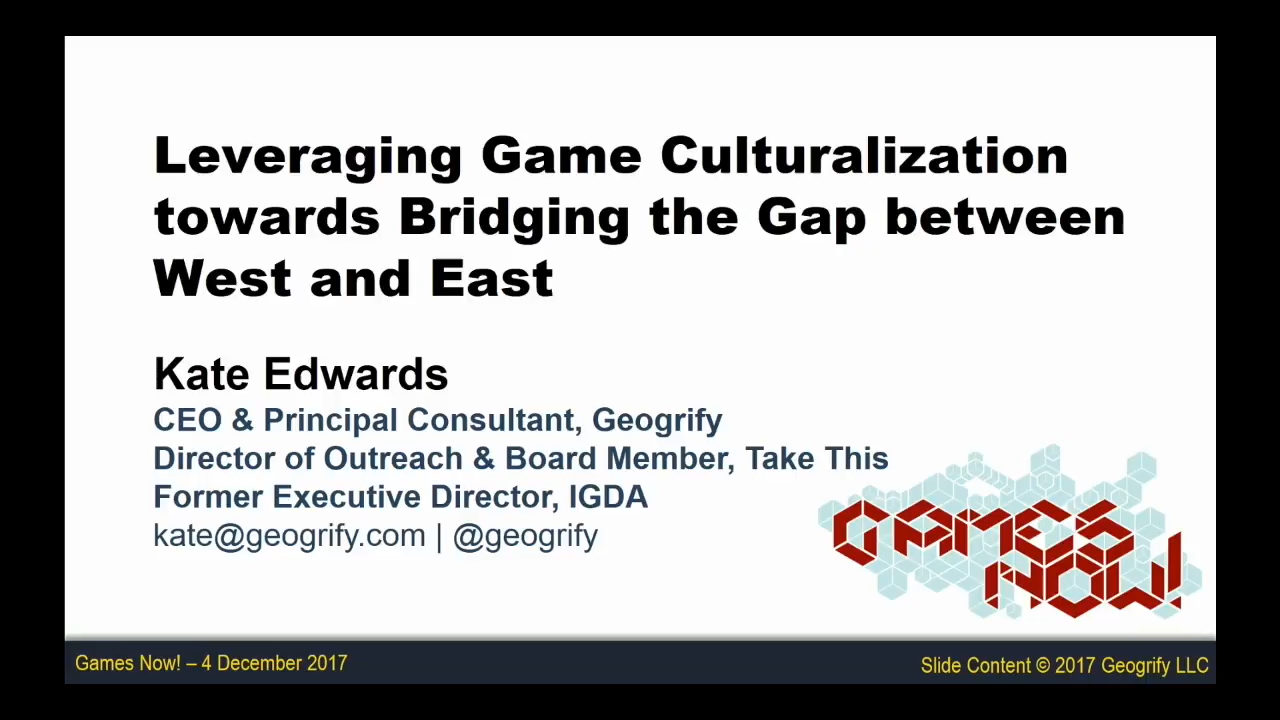 Leveraging Game Culturalization
towards Bridging the Gap between
West and East
Kate Edwards
CEO & Principal Consultant, Geogrify
Director of Outreach & Board Member, Take This
Former Executive Director, IGDA
kate@geogrify.com | @geogrify
GAMES
NOW!
Games Now! – 4 December 2017
Slide Content © 2017 Geogrify LLC